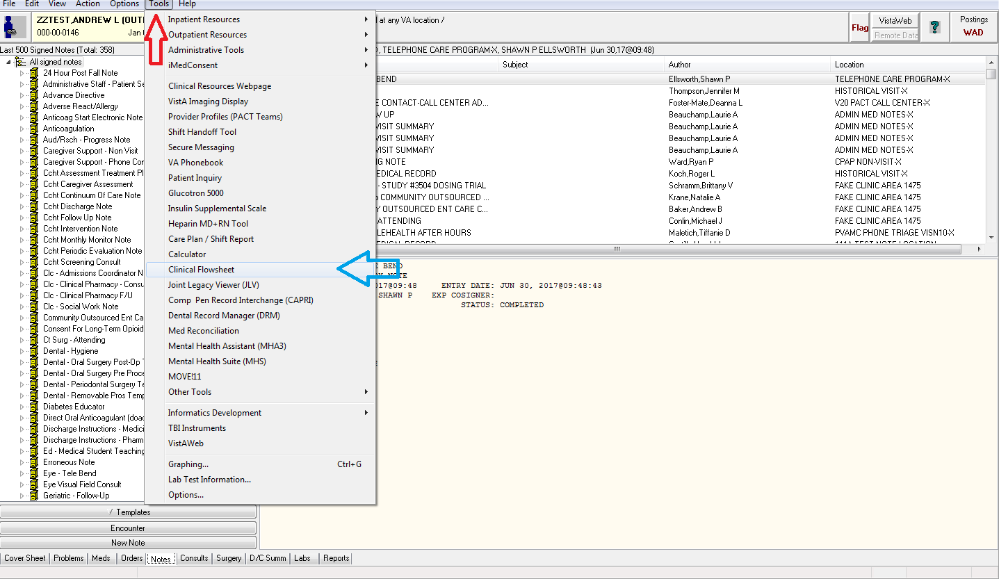 File Edit View Action Options Tools Help
ZZTEST,ANDREW L (OUT
000-00-0146 Jan
at any VA location /
Flag
VistaWeb
Remote Data
?
Postings
WAD
Last 500 Signed Notes (Total: 358)
, TELEPHONE CARE PROGRAM-X, SHAWN P ELLSWORTH (Jun 30,17@09:48)
All signed notes
24 Hour Post Fall Note
Administrative Staff - Patient Se
Advance Directive
Adverse React/Allergy
Anticoag Start Electronic Note
Anticoagulation
Aud/Rsch - Progress Note
Caregiver Support - Non Visit
Caregiver Support - Phone Con
Ccht Assessment Treatment Pl
Ccht Caregiver Assessment
Ccht Continuum Of Care Note
Ccht Discharge Note
Ccht Follow Up Note
Ccht Intervention Note
Ccht Monthly Monitor Note
Ccht Periodic Evaluation Note
Ccht Screening Consult
Clc - Admissions Coordinator N
Clc - Clinical Pharmacy - Consu
Clc - Clinical Pharmacy F/U
Clc - Social Work Note
Community Outsourced Ent Ca
Consent For Long-Term Opioid
Ct Surg - Attending
Dental - Hygiene
Dental - Oral Surgery Post-Op
Dental - Oral Surgery Pre Proce
Dental - Periodontal Surgery Te
Dental - Removable Pros Temp
Diabetes Educator
Direct Oral Anticoagulant (doac
Discharge Instructions - Medici
Discharge Instructions - Pharm
Ed - Medical Student Teaching
Erroneous Note
Eye - Tele Bend
Eye Visual Field Consult
Geriatric - Follow-Up
Inpatient Resources
Outpatient Resources
Administrative Tools
iMedConsent
Clinical Resources Webpage
VistA Imaging Display
Provider Profiles (PACT Teams)
Shift Handoff Tool
Secure Messaging
VA Phonebook
Patient Inquiry
Glucotron 5000
Insulin Supplemental Scale
Heparin MD+RN Tool
Care Plan / Shift Report
Calculator
Clinical Flowsheet
Joint Legacy Viewer (JLV)
Comp Pen Record Interchange (CAPRI)
Dental Record Manager (DRM)
Med Reconciliation
Mental Health Assistant (MHA3)
Mental Health Suite (MHS)
MOVE!11
Other Tools
Informatics Development
TBI Instruments
VistAWeb
Graphing... Ctrl+G
Lab Test Information...
Options...
Subject Author Location
BEND Ellsworth,Shawn P TELEPHONE CARE PROGRAM-X
Thompson,Jennifer M HISTORICAL VISIT-X
E CONTACT-CALL CENTER AD... Foster-Mate,Deanna L V20 PACT CALL CENTER-X
W UP Beauchamp,Laurie A ADMIN MED NOTES-X
VISIT SUMMARY Beauchamp,Laurie A ADMIN MED NOTES-X
VISIT SUMMARY Beauchamp,Laurie A ADMIN MED NOTES-X
VISIT SUMMARY Beauchamp,Laurie A ADMIN MED NOTES-X
NG NOTE Ward,Ryan P CPAP NON-VISIT-X
EDICAL RECORD Koch,Roger L HISTORICAL VISIT-X
- STUDY #3504 DOSING TRIAL Schramm,Brittany V FAKE CLINIC AREA 1475
COMMUNITY OUTSOURCED ... Krane,Natalie A FAKE CLINIC AREA 1475
Y OUTSOURCED ENT CARE C... Baker,Andrew B FAKE CLINIC AREA 1475
ATTENDING Conlin,Michael J FAKE CLINIC AREA 1475
LEHEALTH AFTER HOURS Maletich,Tiffanie D PVAMC PHONE TRIAGE VISN10-X
E BEND
NOTE
017@09:48 ENTRY DATE: JUN 30, 2017@09:48:43
SHAWN P EXP COSIGNER:
STATUS: COMPLETED
/ Templates
Encounter
New Note
Cover Sheet Problems Meds Orders Notes Consults Surgery D/C Summ Labs Reports